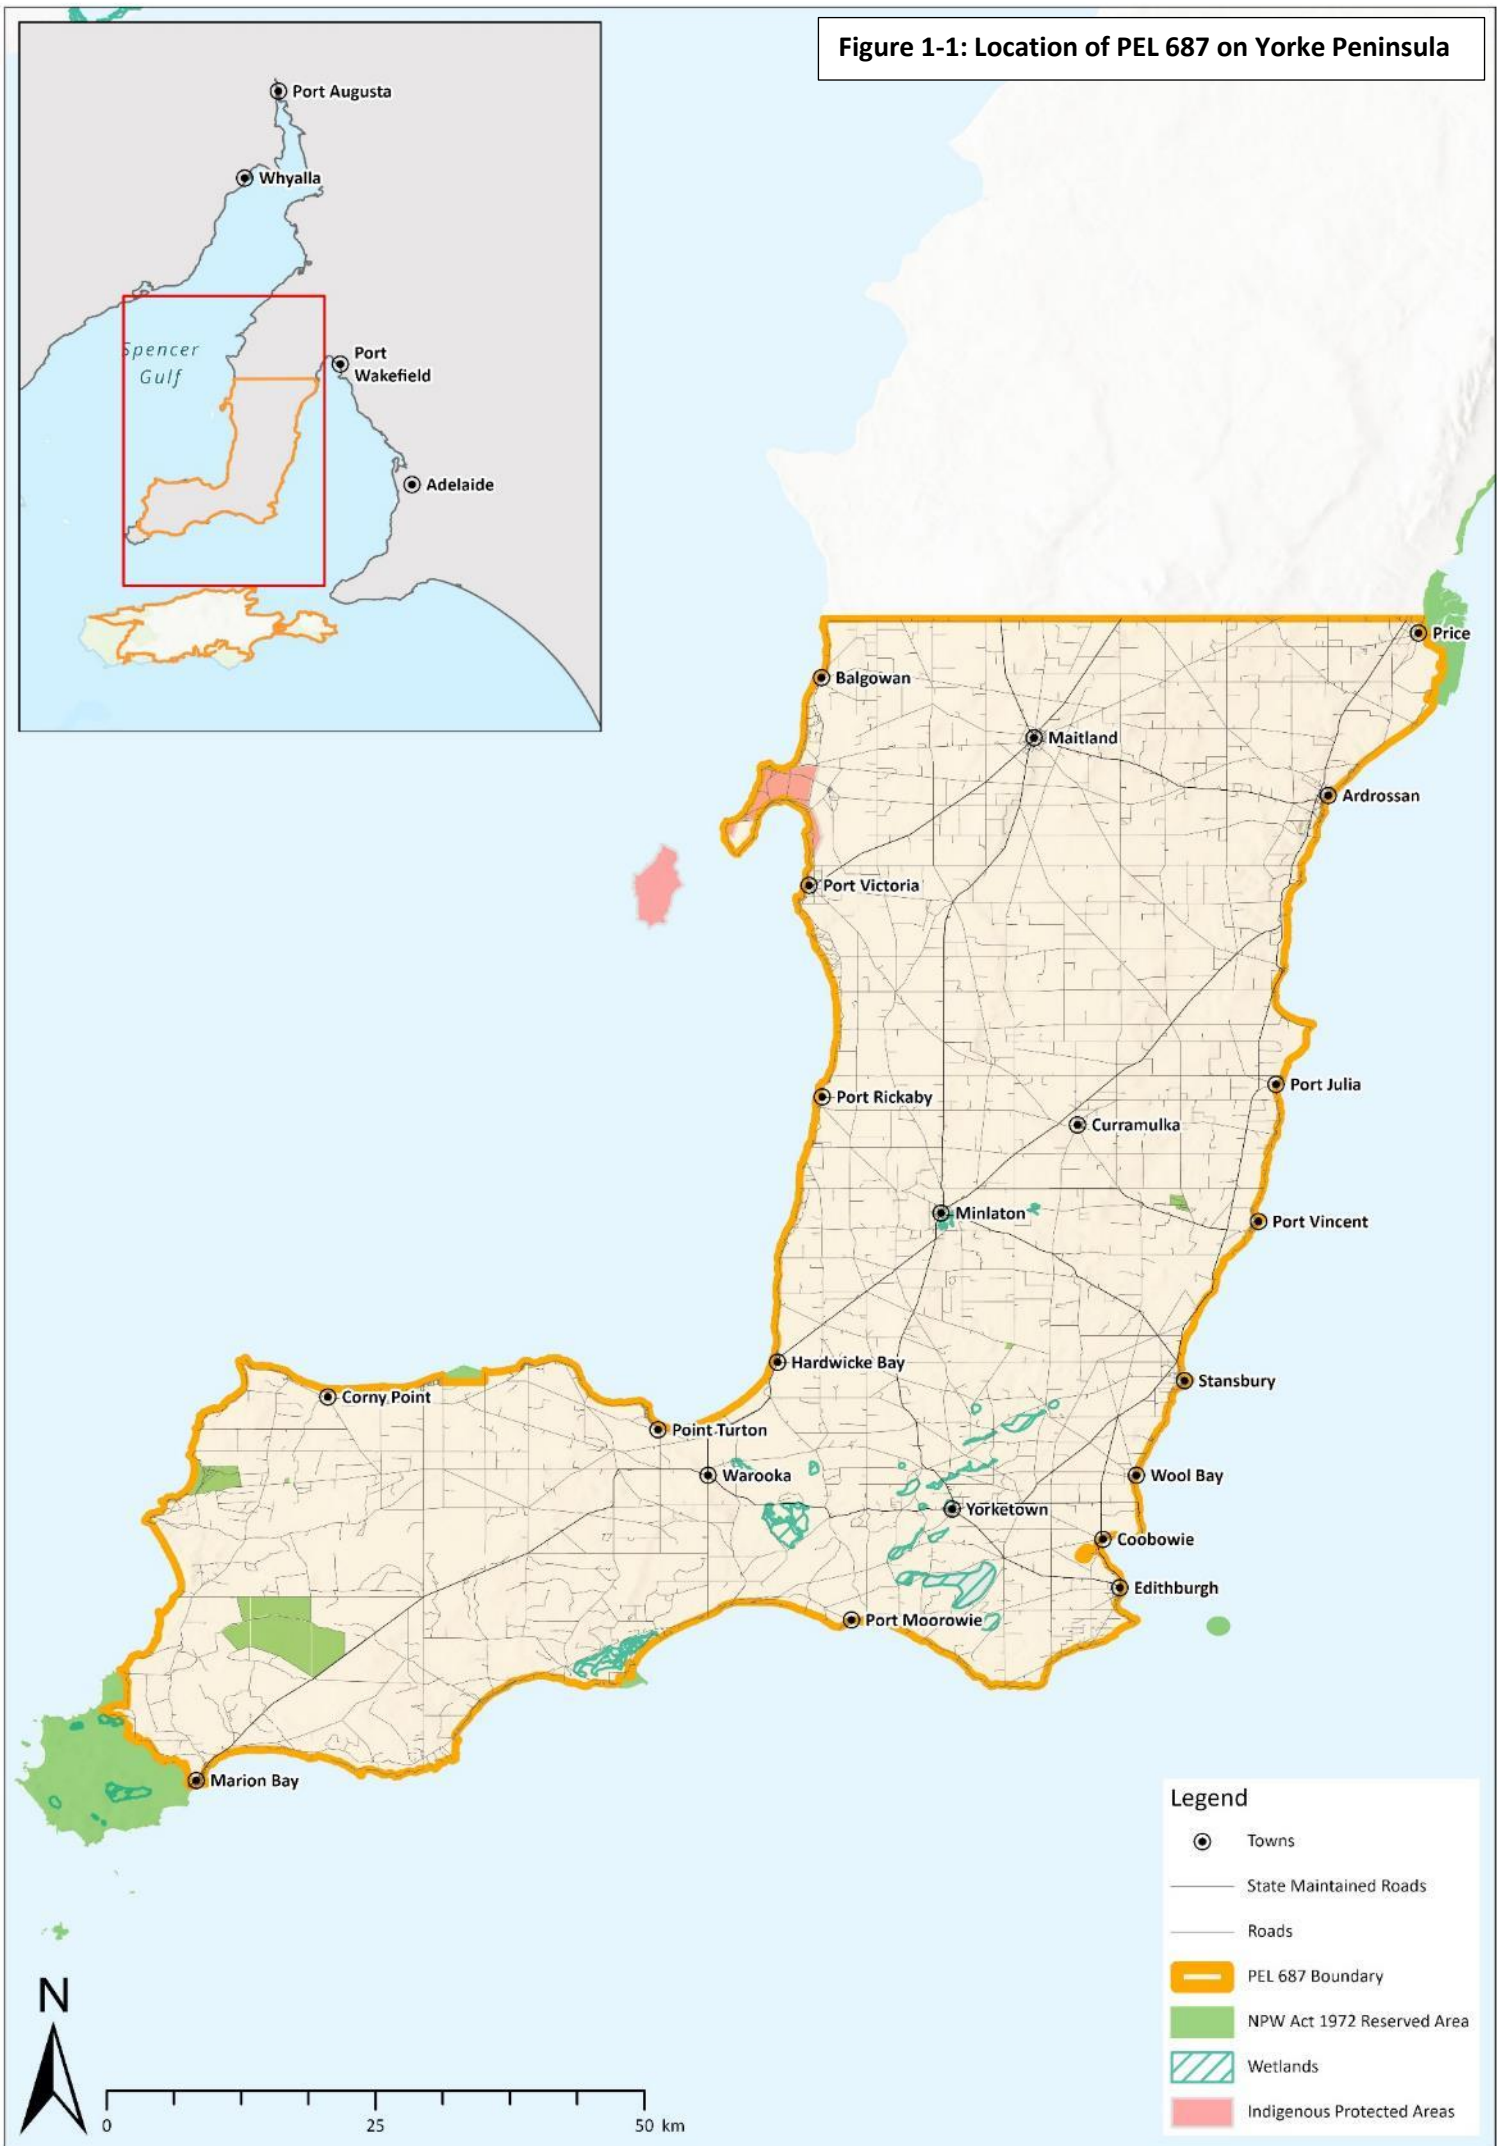 Figure 1-1: Location of PEL 687 on Yorke Peninsula
Port Augusta
Whyalla
Spencer
Gulf
Port
Wakefield
Adelaide
Price
Balgowan
Maitland
Ardrossan
Port Victoria
Port Julia
Port Rickaby
Curramulka
Minlaton
Port Vincent
Hardwicke Bay
Stansbury
Corny Point
Point Turton
Warooka
Wool Bay
Yorketown
Coobowie
Edithburgh
Port Moorowie
Marion Bay
Legend
Towns
State Maintained Roads
Roads
PEL 687 Boundary
NPW Act 1972 Reserved Area
Wetlands
Indigenous Protected Areas
N
0 25 50 km